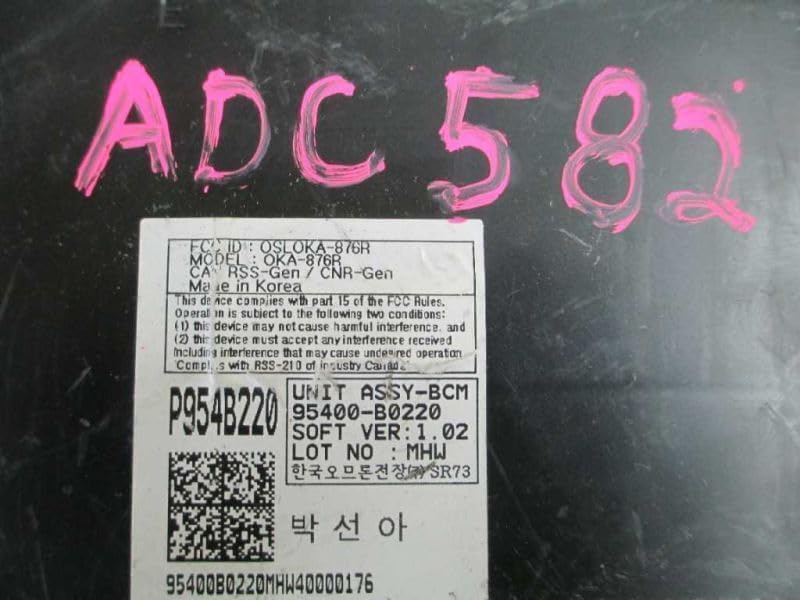 ADC 582
FCC ID : OSLOKA-876R
MODEL : OKA-876R
CAN RSS-Gen / CNR-Gen
Made in Korea
This device complies with part 15 of the FCC Rules.
Operation is subject to the following two conditions:
(1) this device may not cause harmful interference, and
(2) this device must accept any interference received
Including interference that may cause undesired operation
Complies with RSS-210 of industry Canada
P954B220
UNIT ASSY-BCM
95400-B0220
SOFT VER:1.02
LOT NO : MHW
한국오므론전장㈜ SR73
박선아
95400B0220MHW40000176